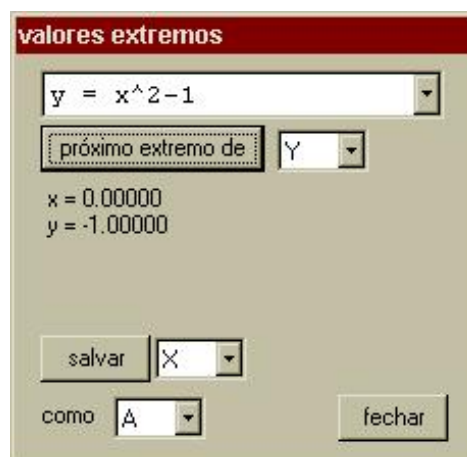 valores extremos
y = x^2-1
próximo extremo de Y
x = 0.00000
y = -1.00000
salvar X
como A fechar